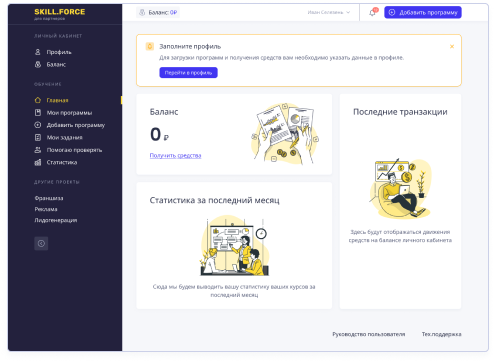 SKILL.FORCE
для партнеров
Баланс: 0₽
Добавить программу
ЛИЧНЫЙ КАБИНЕТ
Профиль
Баланс
ОБУЧЕНИЕ
Главная
Мои программы
Добавить программу
Мои задания
Помогаю проверять
Статистика
ДРУГИЕ ПРОЕКТЫ
Франшиза
Реклама
Лидогенерация
Заполните профиль
Для загрузки программ и получения средств вам необходимо указать данные в профиле.
Перейти в профиль
Баланс
0 ₽
Получить средства
Последние транзакции
Здесь будут отображаться движения
средств на балансе личного кабинета
Статистика за последний месяц
Сюда мы будем выводить вашу статистику ваших курсов за
последний месяц
Руководство пользователя
Тех.поддержка